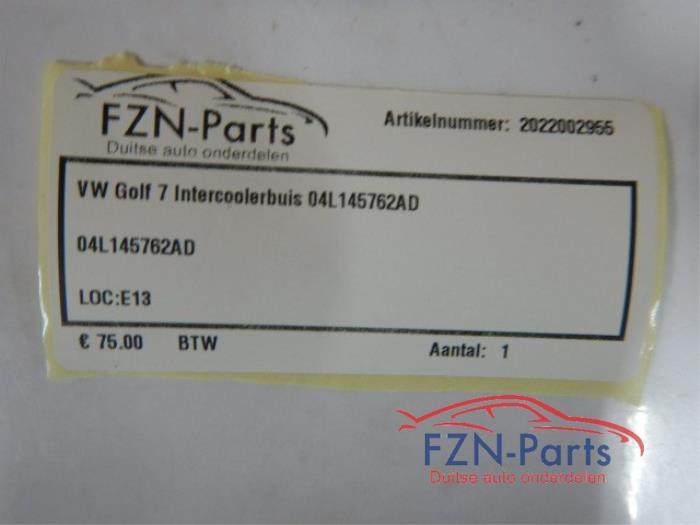 FZN-Parts
Duitse auto onderdelen
Artikelnummer: 2022002955
VW Golf 7 Intercoolerbuis 04L145762AD
04L145762AD
LOC:E13
€ 75.00 BTW
Aantal: 1
FZN-Parts
Duitse auto onderdelen